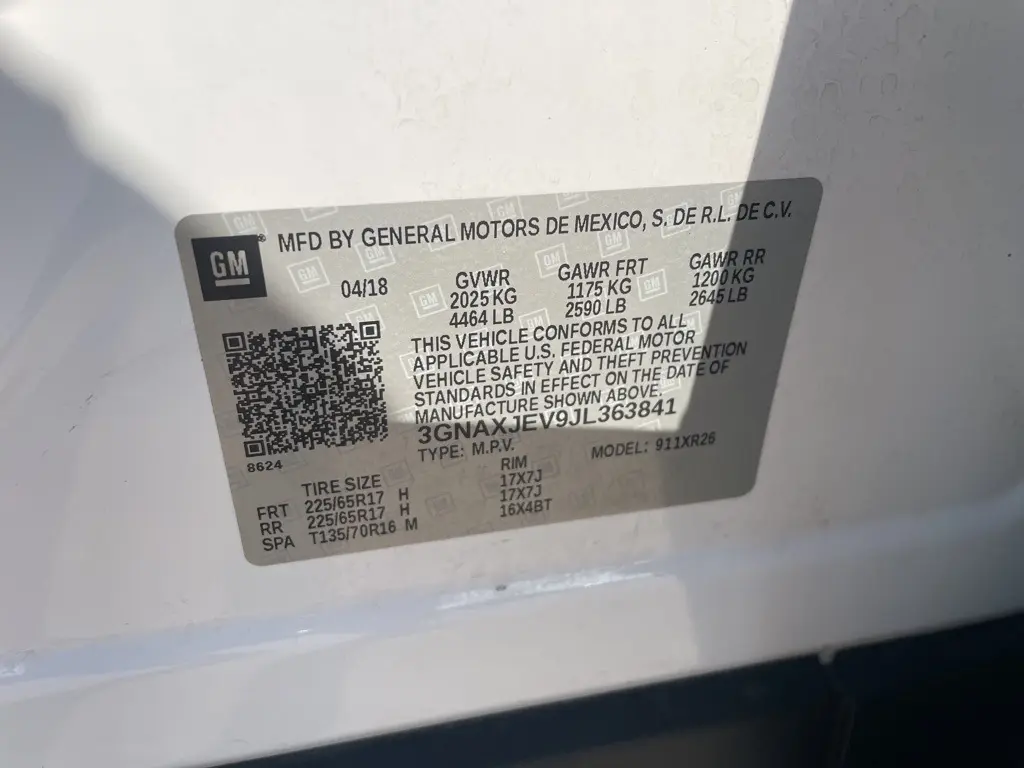 GM ® MFD BY GENERAL MOTORS DE MEXICO, S. DE R.L. DE C.V.
04/18 GVWR GAWR FRT GAWR RR
2025 KG 1175 KG 1200 KG
4464 LB 2590 LB 2645 LB
THIS VEHICLE CONFORMS TO ALL
APPLICABLE U.S. FEDERAL MOTOR
VEHICLE SAFETY AND THEFT PREVENTION
STANDARDS IN EFFECT ON THE DATE OF
MANUFACTURE SHOWN ABOVE.
3GNAXJEV9JL363841
TYPE: M.P.V. MODEL: 911XR26
8624
TIRE SIZE RIM
FRT 225/65R17 H 17X7J
RR 225/65R17 H 17X7J
SPA T135/70R16 M 16X4BT